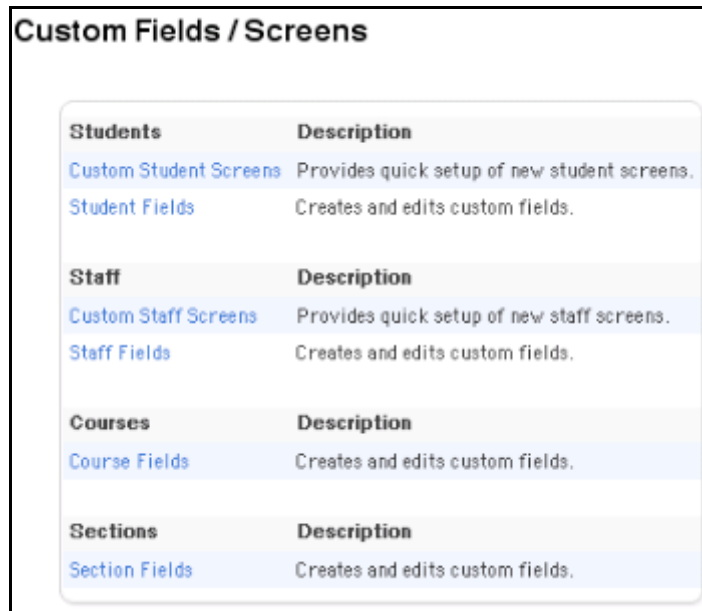 Custom Fields / Screens
Students Description
Custom Student Screens Provides quick setup of new student screens.
Student Fields Creates and edits custom fields.
Staff Description
Custom Staff Screens Provides quick setup of new staff screens.
Staff Fields Creates and edits custom fields.
Courses Description
Course Fields Creates and edits custom fields.
Sections Description
Section Fields Creates and edits custom fields.